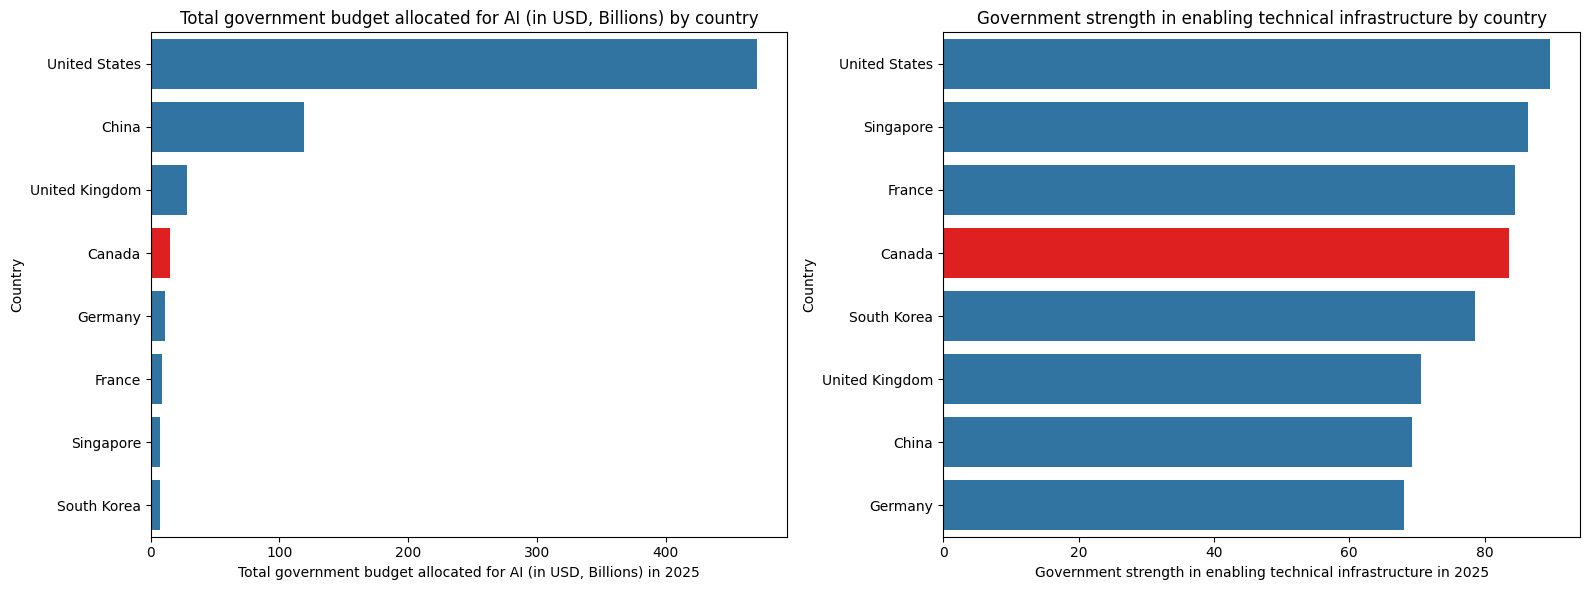 Total government budget allocated for AI (in USD, Billions) by country
Country
United States
China
United Kingdom
Canada
Germany
France
Singapore
South Korea
0
100
200
300
400
Total government budget allocated for AI (in USD, Billions) in 2025
Government strength in enabling technical infrastructure by country
Country
United States
Singapore
France
Canada
South Korea
United Kingdom
China
Germany
0
20
40
60
80
Government strength in enabling technical infrastructure in 2025